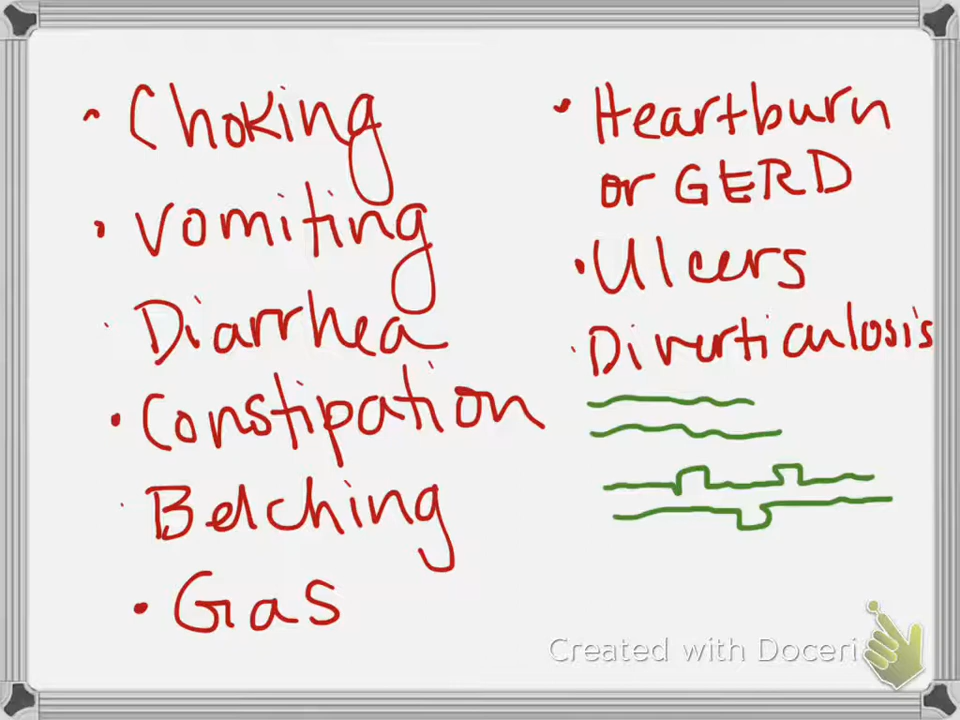 • Choking
• Vomiting
• Diarrhea
• Constipation
• Belching
• Gas
• Heartburn
or GERD
• Ulcers
• Diverticulosis
Created with Doceri